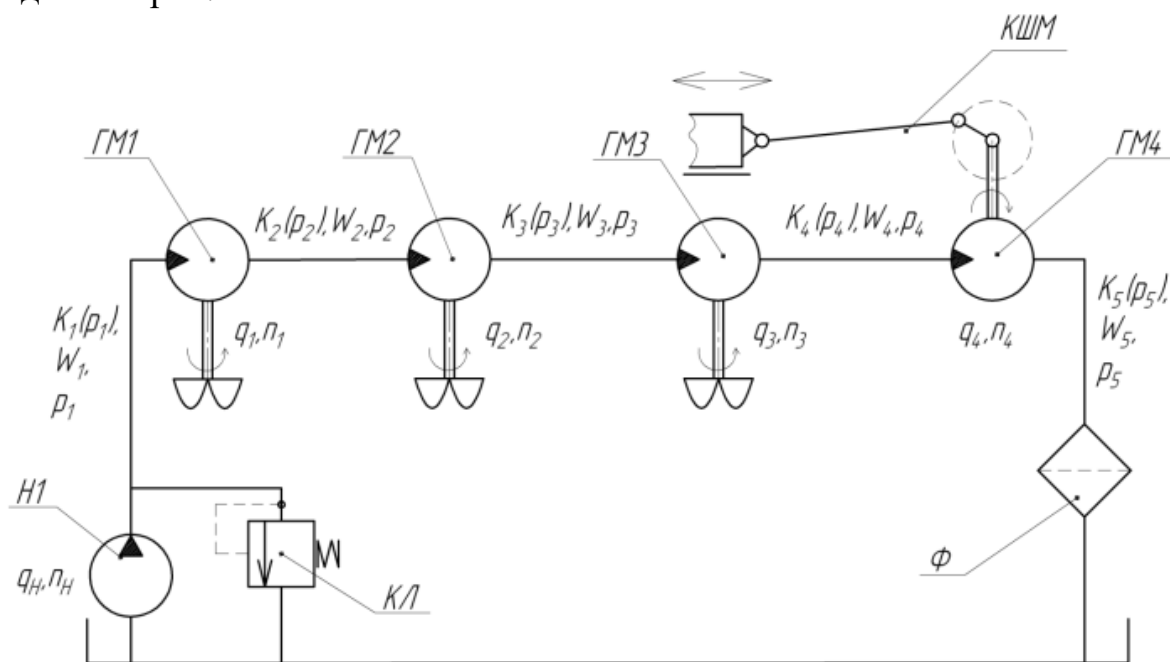 КШМ
ГМ1
ГМ2
ГМ3
ГМ4
K₂(p₂), W₂, p₂
K₃(p₃), W₃, p₃
K₄(p₄), W₄, p₄
K₁(p₁),
W₁,
p₁
K₅(p₅),
W₅,
p₅
q₁, n₁
q₂, n₂
q₃, n₃
q₄, n₄
Н1
qН, nН
КЛ
Ф